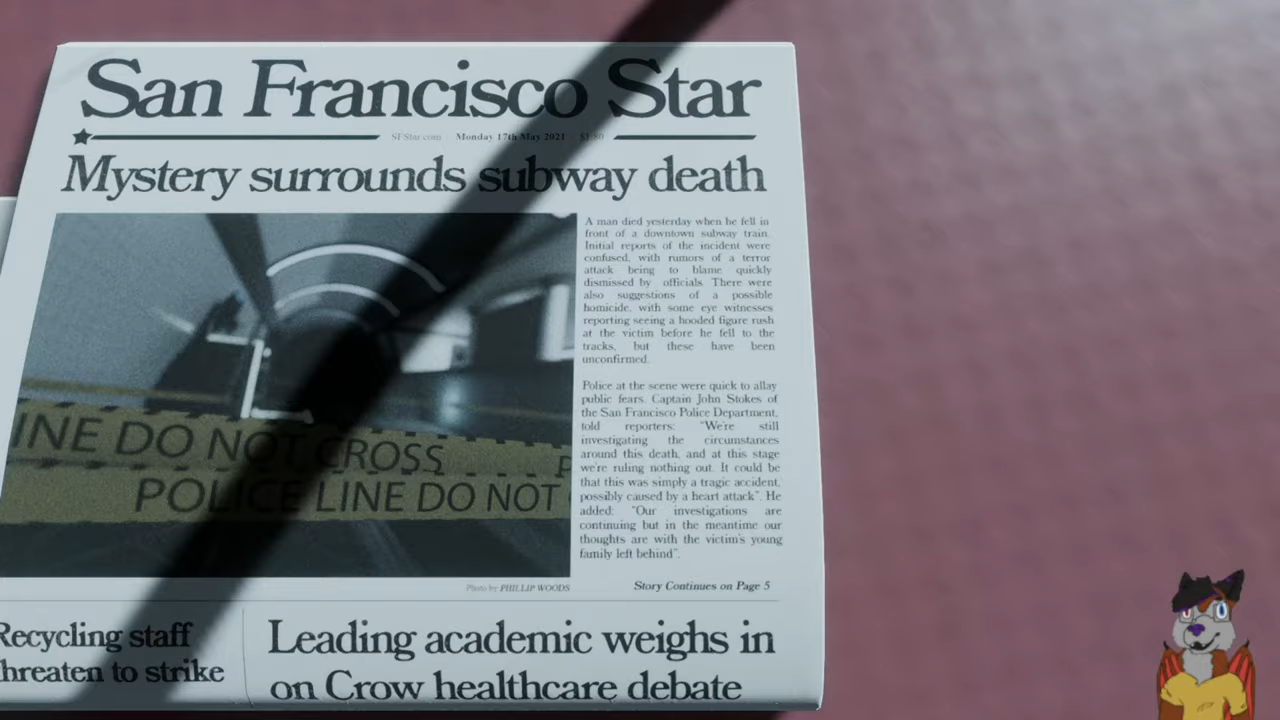 San Francisco Star
SFStar.com Monday 17th May 2021 $3.80
Mystery surrounds subway death
A man died yesterday when he fell in
front of a downtown subway train.
Initial reports of the incident were
confused, with rumors of a terror
attack being to blame quickly
dismissed by officials. There were
also suggestions of a possible
homicide, with some eye witnesses
reporting seeing a hooded figure rush
at the victim before he fell to the
tracks, but these have been
unconfirmed.
Police at the scene were quick to allay
public fears. Captain John Stokes of
the San Francisco Police Department,
told reporters: "We're still
investigating the circumstances
around this death, and at this stage
we're ruling nothing out. It could be
that this was simply a tragic accident,
possibly caused by a heart attack". He
added: "Our investigations are
continuing but in the meantime our
thoughts are with the victim's young
family left behind".
INE DO NOT CROSS P
POLICE LINE DO NOT
Photo by PHILLIP WOODS
Story Continues on Page 5
Recycling staff
threaten to strike
Leading academic weighs in
on Crow healthcare debate